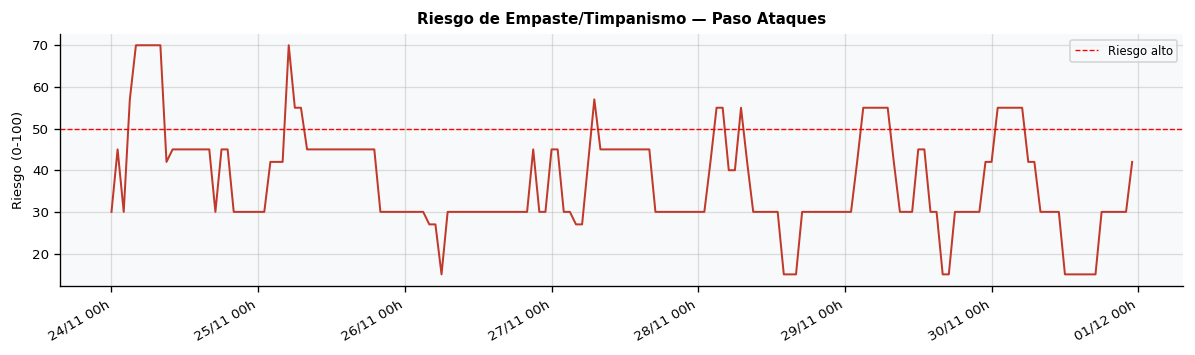 Riesgo de Empaste/Timpanismo — Paso Ataques
Riesgo alto
Riesgo (0-100)
70
60
50
40
30
20
24/11 00h
25/11 00h
26/11 00h
27/11 00h
28/11 00h
29/11 00h
30/11 00h
01/12 00h